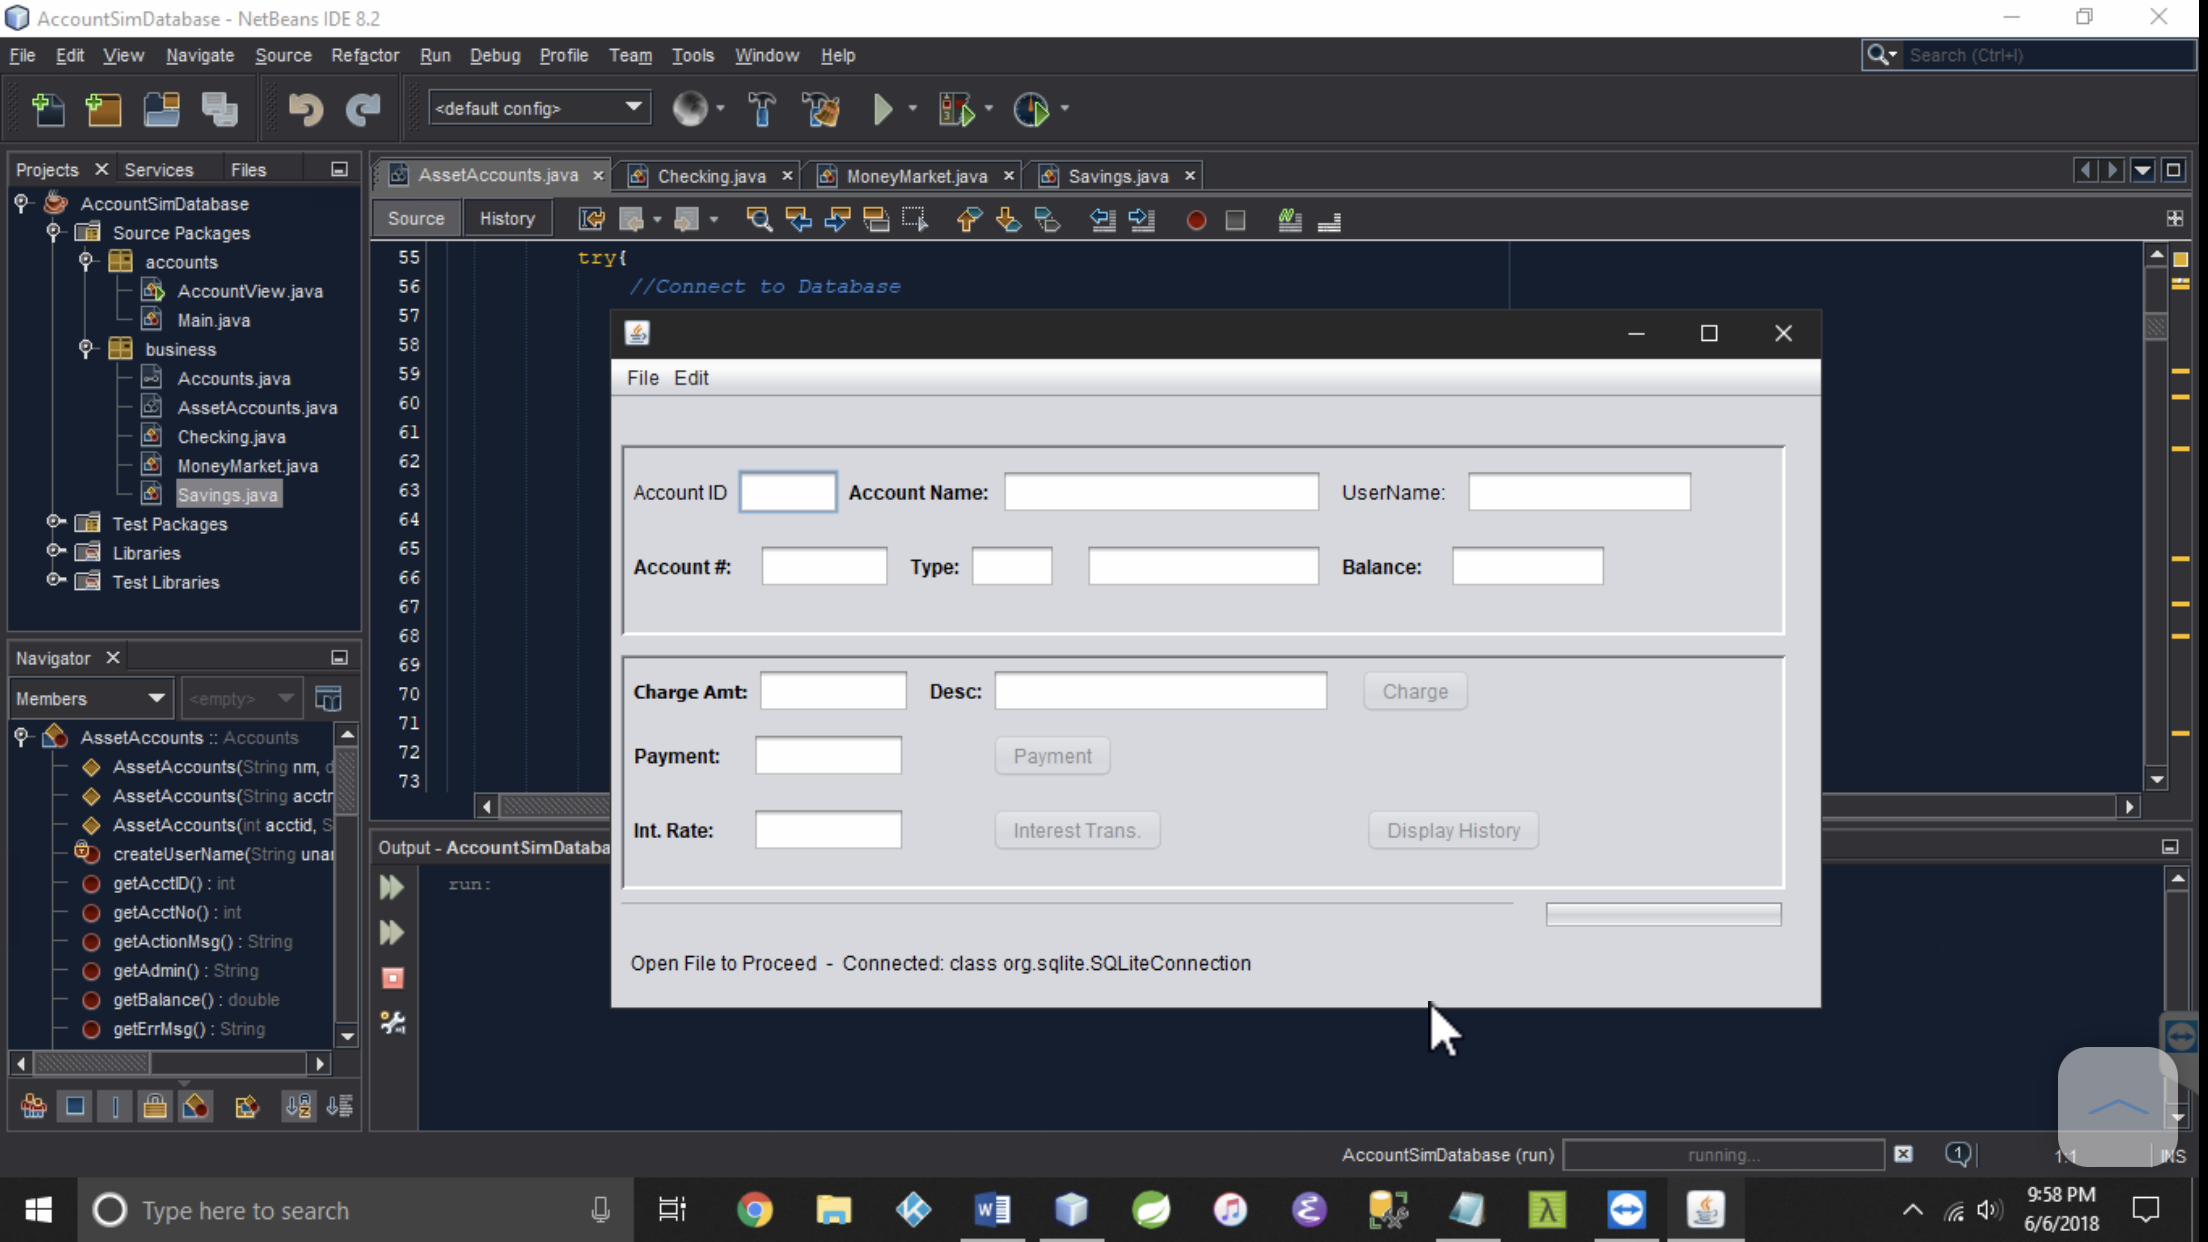 AccountSimDatabase - NetBeans IDE 8.2
File Edit View Navigate Source Refactor Run Debug Profile Team Tools Window Help
Search (Ctrl+I)
<default config>
Projects Services Files
AccountSimDatabase
Source Packages
accounts
AccountView.java
Main.java
business
Accounts.java
AssetAccounts.java
Checking.java
MoneyMarket.java
Savings.java
Test Packages
Libraries
Test Libraries
Navigator
Members <empty>
AssetAccounts :: Accounts
AssetAccounts(String nm, d
AssetAccounts(String acctr
AssetAccounts(int acctid, S
createUserName(String unar
getAcctID() : int
getAcctNo() : int
getActionMsg() : String
getAdmin() : String
getBalance() : double
getErrMsg() : String
AssetAccounts.java Checking.java MoneyMarket.java Savings.java
Source History
55 try{
56 //Connect to Database
57
58
59
60
61
62
63
64
65
66
67
68
69
70
71
72
73
File Edit
Account ID Account Name: UserName:
Account #: Type: Balance:
Charge Amt: Desc: Charge
Payment: Payment
Int. Rate: Interest Trans. Display History
Open File to Proceed - Connected: class org.sqlite.SQLiteConnection
Output - AccountSimDataba
run:
AccountSimDatabase (run) running... 1 1:1 INS
Type here to search
9:58 PM
6/6/2018